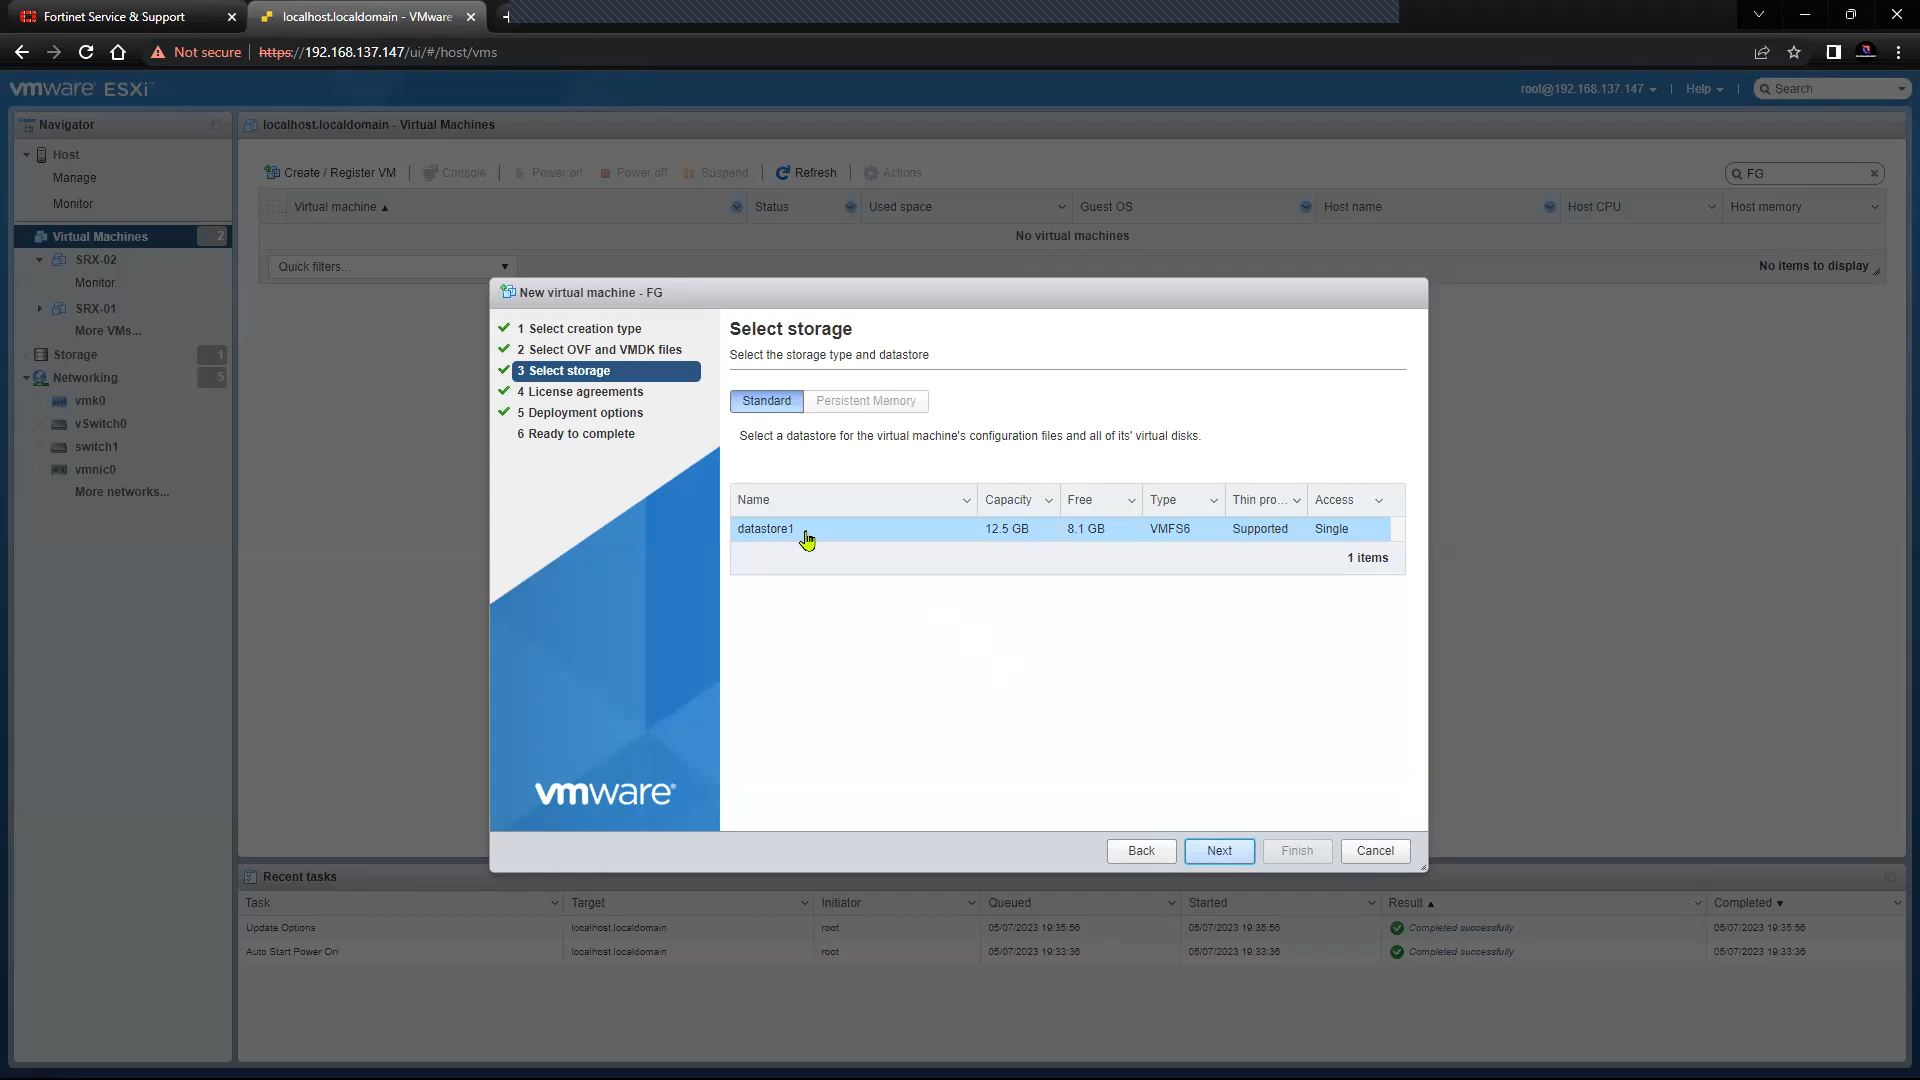 Fortinet Service & Support
localhost.localdomain - VMware
Not secure
https://192.168.137.147/ui/#/host/vms
vmware ESXi
root@192.168.137.147
Help
Search
Navigator
Host
Manage
Monitor
Virtual Machines 2
SRX-02
Monitor
SRX-01
More VMs...
Storage 1
Networking 5
vmk0
vSwitch0
switch1
vmnic0
More networks...
localhost.localdomain - Virtual Machines
Create / Register VM
Console
Power on
Power off
Suspend
Refresh
Actions
FG
Virtual machine
Status
Used space
Guest OS
Host name
Host CPU
Host memory
No virtual machines
Quick filters...
No items to display
New virtual machine - FG
1 Select creation type
2 Select OVF and VMDK files
3 Select storage
4 License agreements
5 Deployment options
6 Ready to complete
vmware
Select storage
Select the storage type and datastore
Standard
Persistent Memory
Select a datastore for the virtual machine's configuration files and all of its' virtual disks.
Name Capacity Free Type Thin pro... Access
datastore1 12.5 GB 8.1 GB VMFS6 Supported Single
1 items
Back
Next
Finish
Cancel
Recent tasks
Task Target Initiator Queued Started Result Completed
Update Options localhost.localdomain root 05/07/2023 19:35:56 05/07/2023 19:35:56 Completed successfully 05/07/2023 19:35:56
Auto Start Power On localhost.localdomain root 05/07/2023 19:33:36 05/07/2023 19:33:36 Completed successfully 05/07/2023 19:33:36